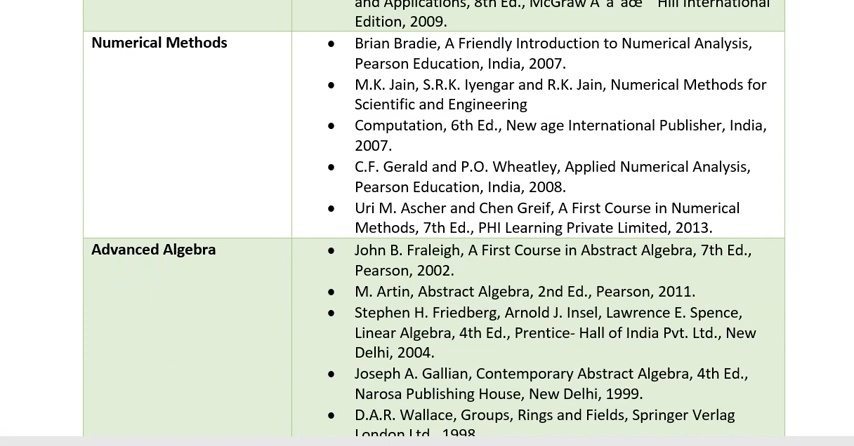 and Applications, 8th Ed., McGraw Hill International
Edition, 2009.
Numerical Methods
• Brian Bradie, A Friendly Introduction to Numerical Analysis,
Pearson Education, India, 2007.
• M.K. Jain, S.R.K. Iyengar and R.K. Jain, Numerical Methods for
Scientific and Engineering
• Computation, 6th Ed., New age International Publisher, India,
2007.
• C.F. Gerald and P.O. Wheatley, Applied Numerical Analysis,
Pearson Education, India, 2008.
• Uri M. Ascher and Chen Greif, A First Course in Numerical
Methods, 7th Ed., PHI Learning Private Limited, 2013.
Advanced Algebra
• John B. Fraleigh, A First Course in Abstract Algebra, 7th Ed.,
Pearson, 2002.
• M. Artin, Abstract Algebra, 2nd Ed., Pearson, 2011.
• Stephen H. Friedberg, Arnold J. Insel, Lawrence E. Spence,
Linear Algebra, 4th Ed., Prentice- Hall of India Pvt. Ltd., New
Delhi, 2004.
• Joseph A. Gallian, Contemporary Abstract Algebra, 4th Ed.,
Narosa Publishing House, New Delhi, 1999.
• D.A.R. Wallace, Groups, Rings and Fields, Springer Verlag
London Ltd., 1998